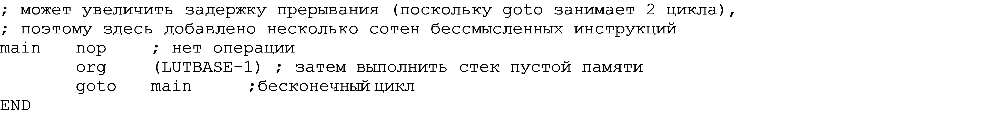 ; может увеличить задержку прерывания (поскольку goto занимает 2 цикла),
; поэтому здесь добавлено несколько сотен бессмысленных инструкций
main nop ; нет операции
org (LUTBASE-1) ; затем выполнить стек пустой памяти
goto main ;бесконечный цикл
END